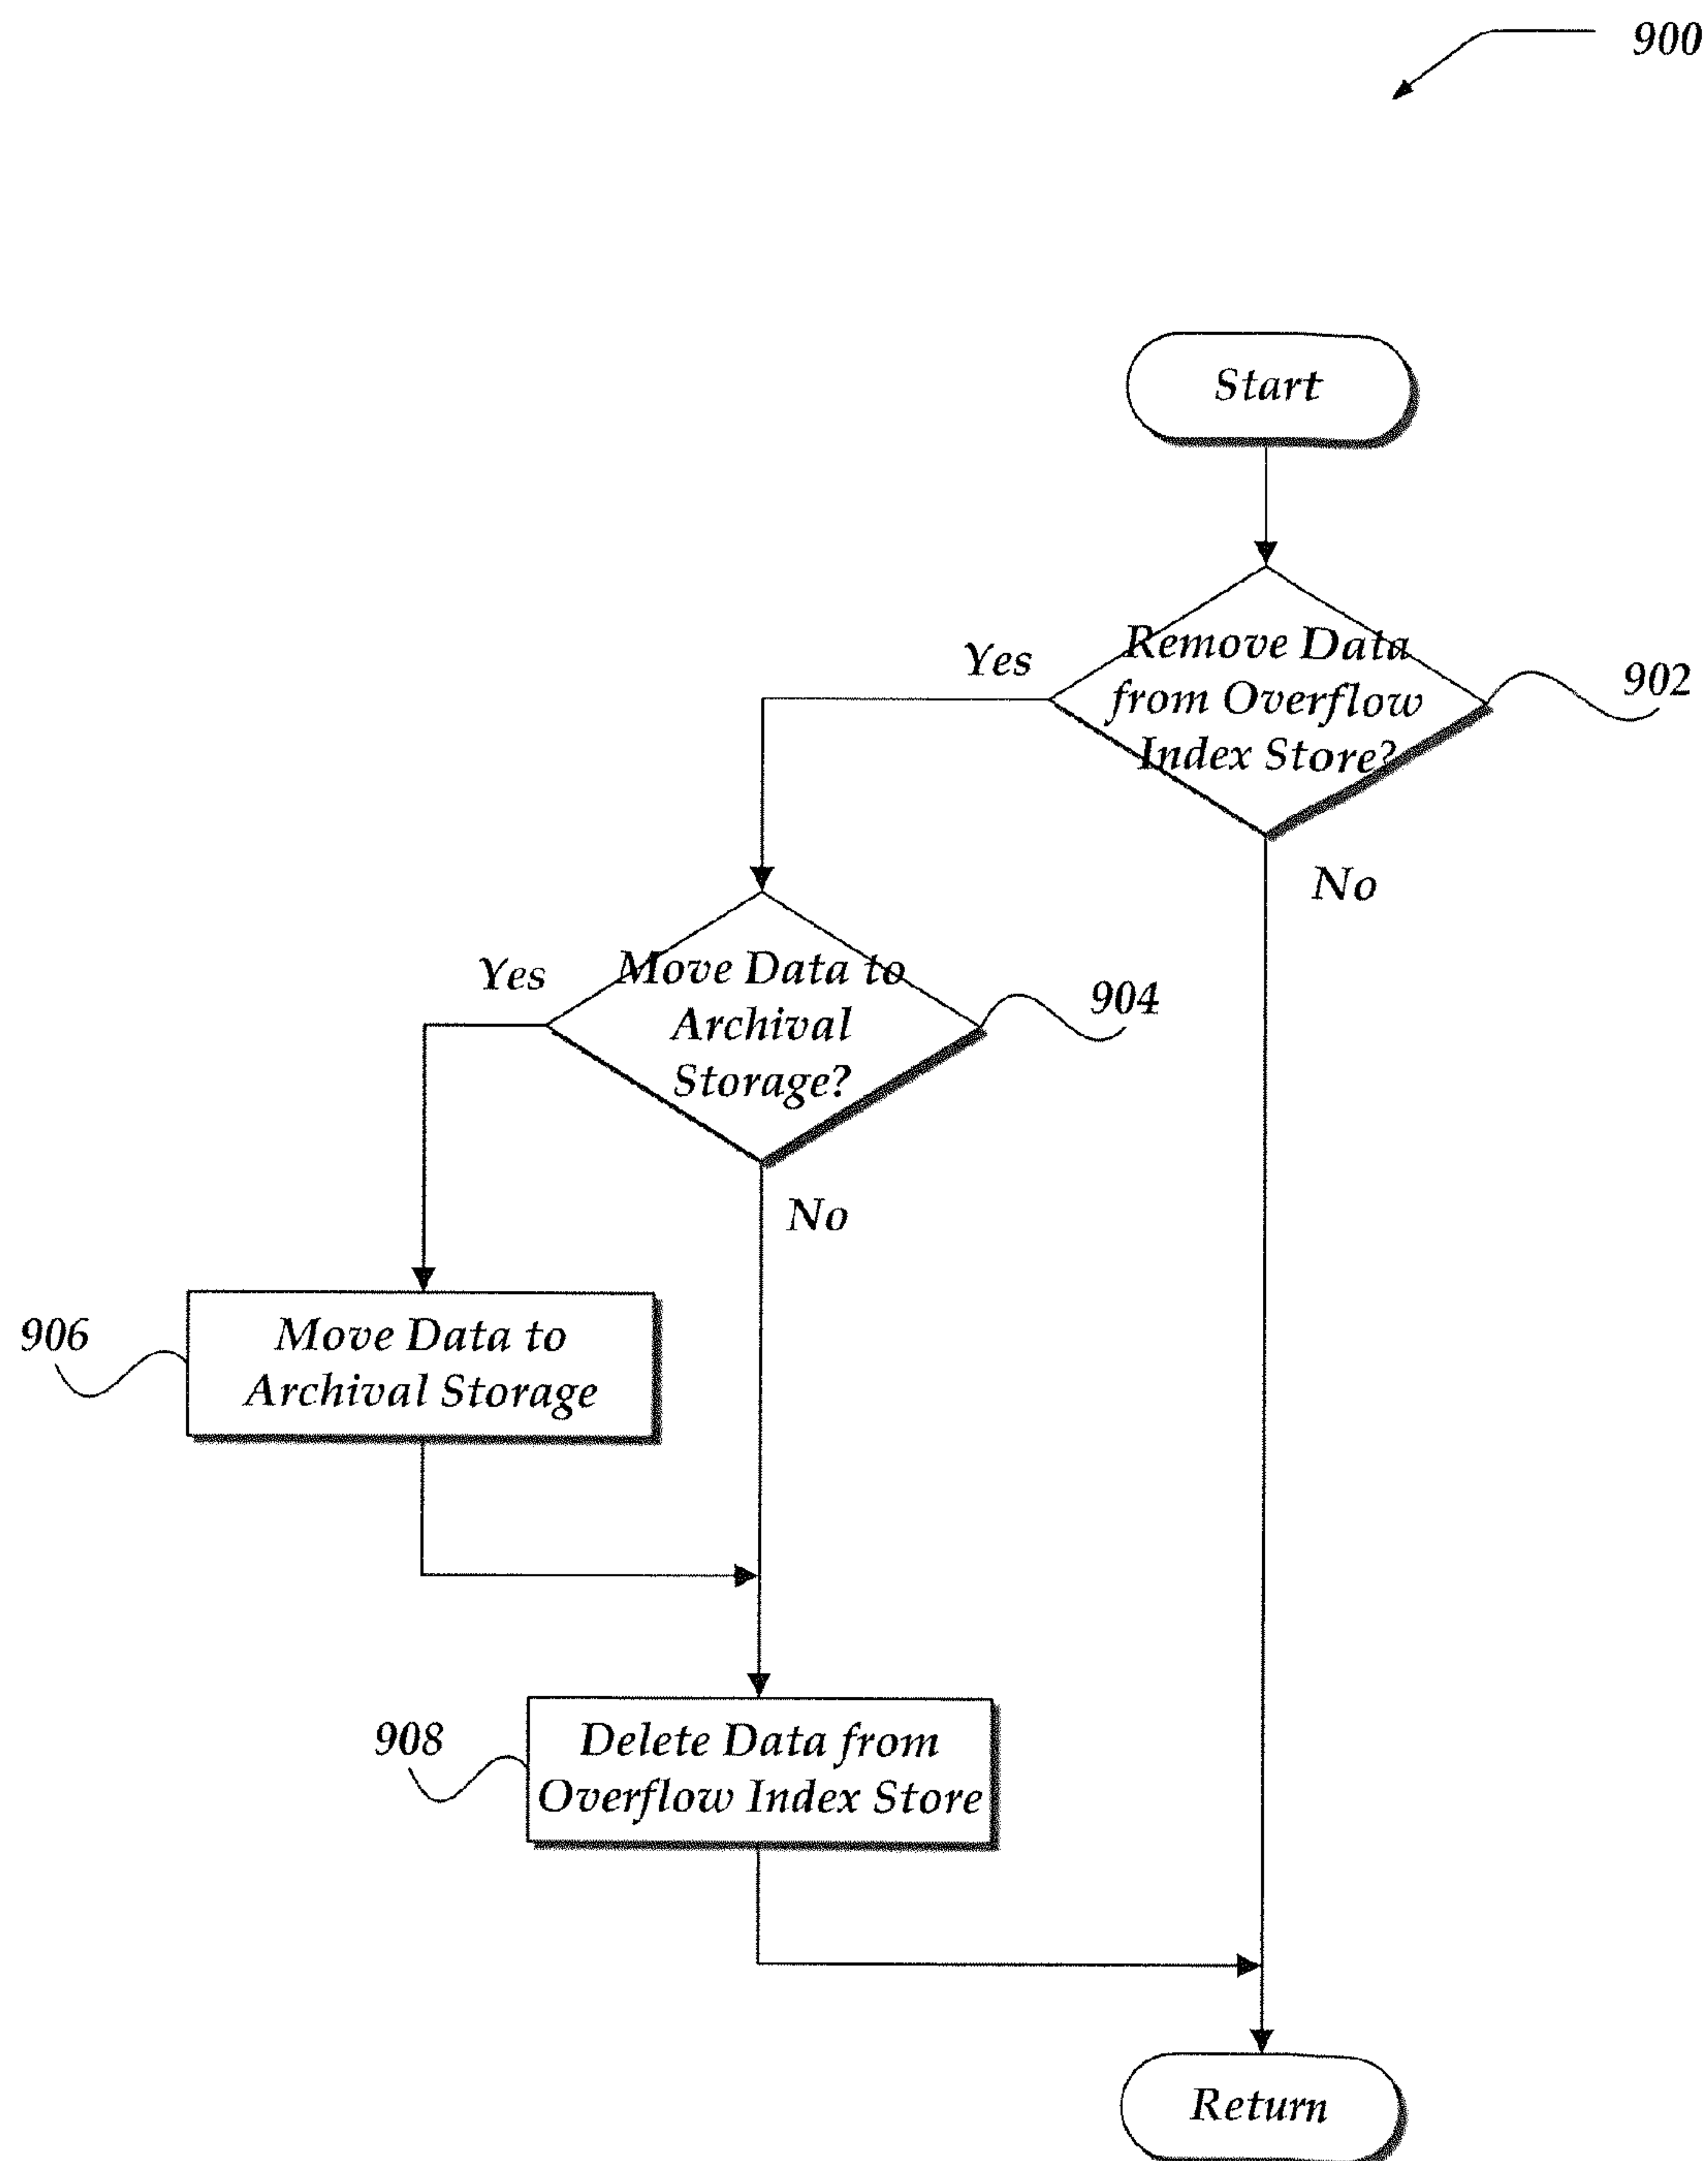 900
Start
Remove Data
from Overflow
Index Store?
902
Yes
No
Move Data to
Archival
Storage?
904
Yes
No
906
Move Data to
Archival Storage
908
Delete Data from
Overflow Index Store
Return